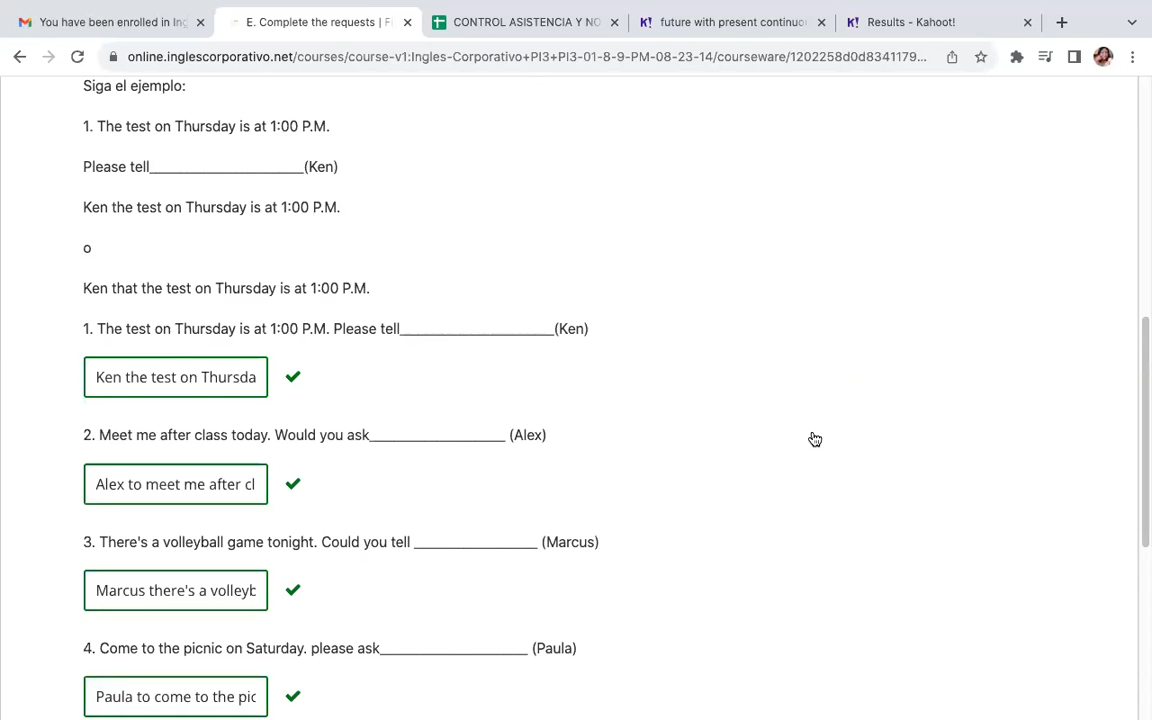 You have been enrolled in Ing
E. Complete the requests | F
CONTROL ASISTENCIA Y NO
future with present continuou
Results - Kahoot!
online.inglescorporativo.net/courses/course-v1:Ingles-Corporativo+PI3+PI3-01-8-9-PM-08-23-14/courseware/1202258d0d8341179...
Siga el ejemplo:
1. The test on Thursday is at 1:00 P.M.
Please tell____________________(Ken)
Ken the test on Thursday is at 1:00 P.M.
o
Ken that the test on Thursday is at 1:00 P.M.
1. The test on Thursday is at 1:00 P.M. Please tell____________________(Ken)
Ken the test on Thursda
2. Meet me after class today. Would you ask__________________ (Alex)
Alex to meet me after cl
3. There's a volleyball game tonight. Could you tell ________________ (Marcus)
Marcus there's a volleyb
4. Come to the picnic on Saturday. please ask___________________ (Paula)
Paula to come to the pic